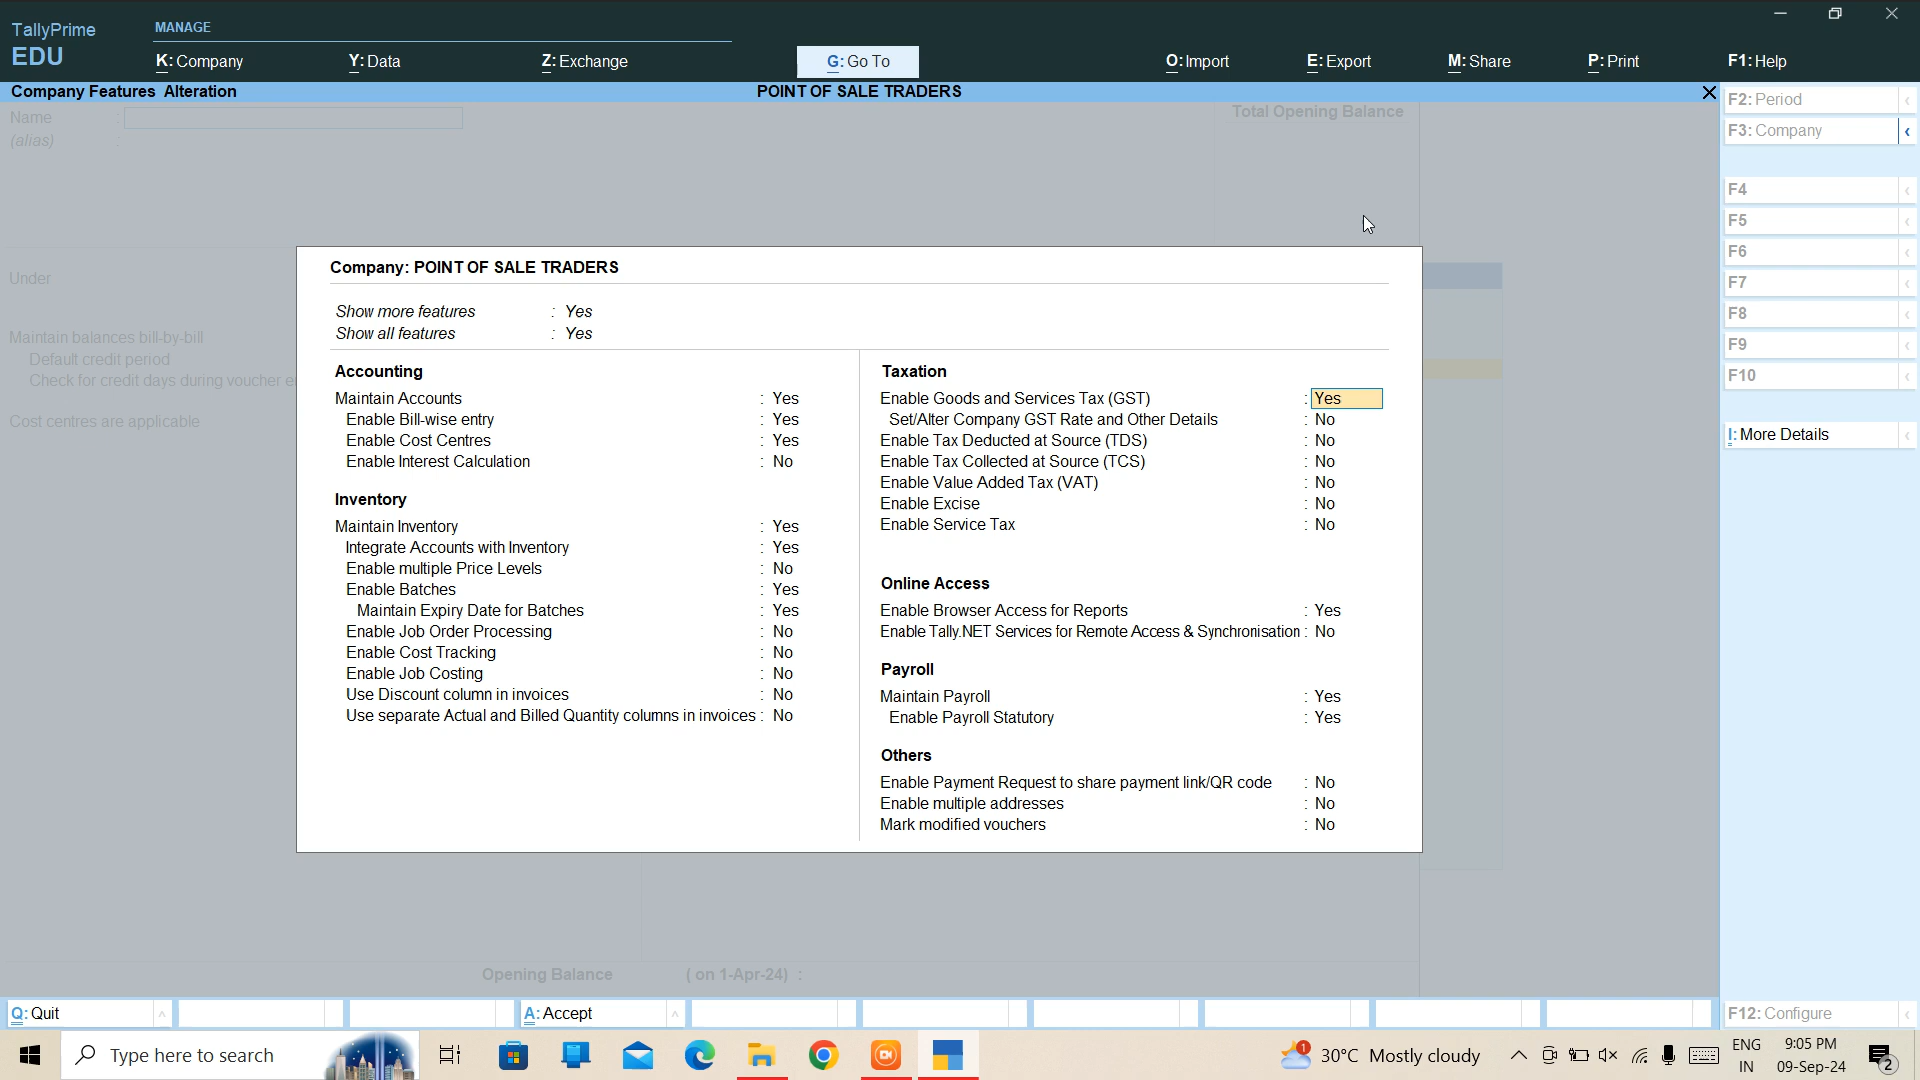 TallyPrime
EDU
MANAGE
K: Company
Y: Data
Z: Exchange
G: Go To
O: Import
E: Export
M: Share
P: Print
F1: Help
Company Features Alteration
POINT OF SALE TRADERS
Name :
(alias) :
Total Opening Balance
Under
Maintain balances bill-by-bill
Default credit period
Check for credit days during voucher
Cost centres are applicable
Company: POINT OF SALE TRADERS
Show more features : Yes
Show all features : Yes
Accounting
Maintain Accounts : Yes
Enable Bill-wise entry : Yes
Enable Cost Centres : Yes
Enable Interest Calculation : No
Inventory
Maintain Inventory : Yes
Integrate Accounts with Inventory : Yes
Enable multiple Price Levels : No
Enable Batches : Yes
Maintain Expiry Date for Batches : Yes
Enable Job Order Processing : No
Enable Cost Tracking : No
Enable Job Costing : No
Use Discount column in invoices : No
Use separate Actual and Billed Quantity columns in invoices : No
Taxation
Enable Goods and Services Tax (GST) : Yes
Set/Alter Company GST Rate and Other Details : No
Enable Tax Deducted at Source (TDS) : No
Enable Tax Collected at Source (TCS) : No
Enable Value Added Tax (VAT) : No
Enable Excise : No
Enable Service Tax : No
Online Access
Enable Browser Access for Reports : Yes
Enable Tally.NET Services for Remote Access & Synchronisation : No
Payroll
Maintain Payroll : Yes
Enable Payroll Statutory : Yes
Others
Enable Payment Request to share payment link/QR code : No
Enable multiple addresses : No
Mark modified vouchers : No
Opening Balance ( on 1-Apr-24) :
F2: Period
F3: Company
F4
F5
F6
F7
F8
F9
F10
I: More Details
F12: Configure
Q: Quit
A: Accept
Type here to search
1
30°C Mostly cloudy
ENG
IN
9:05 PM
09-Sep-24
2